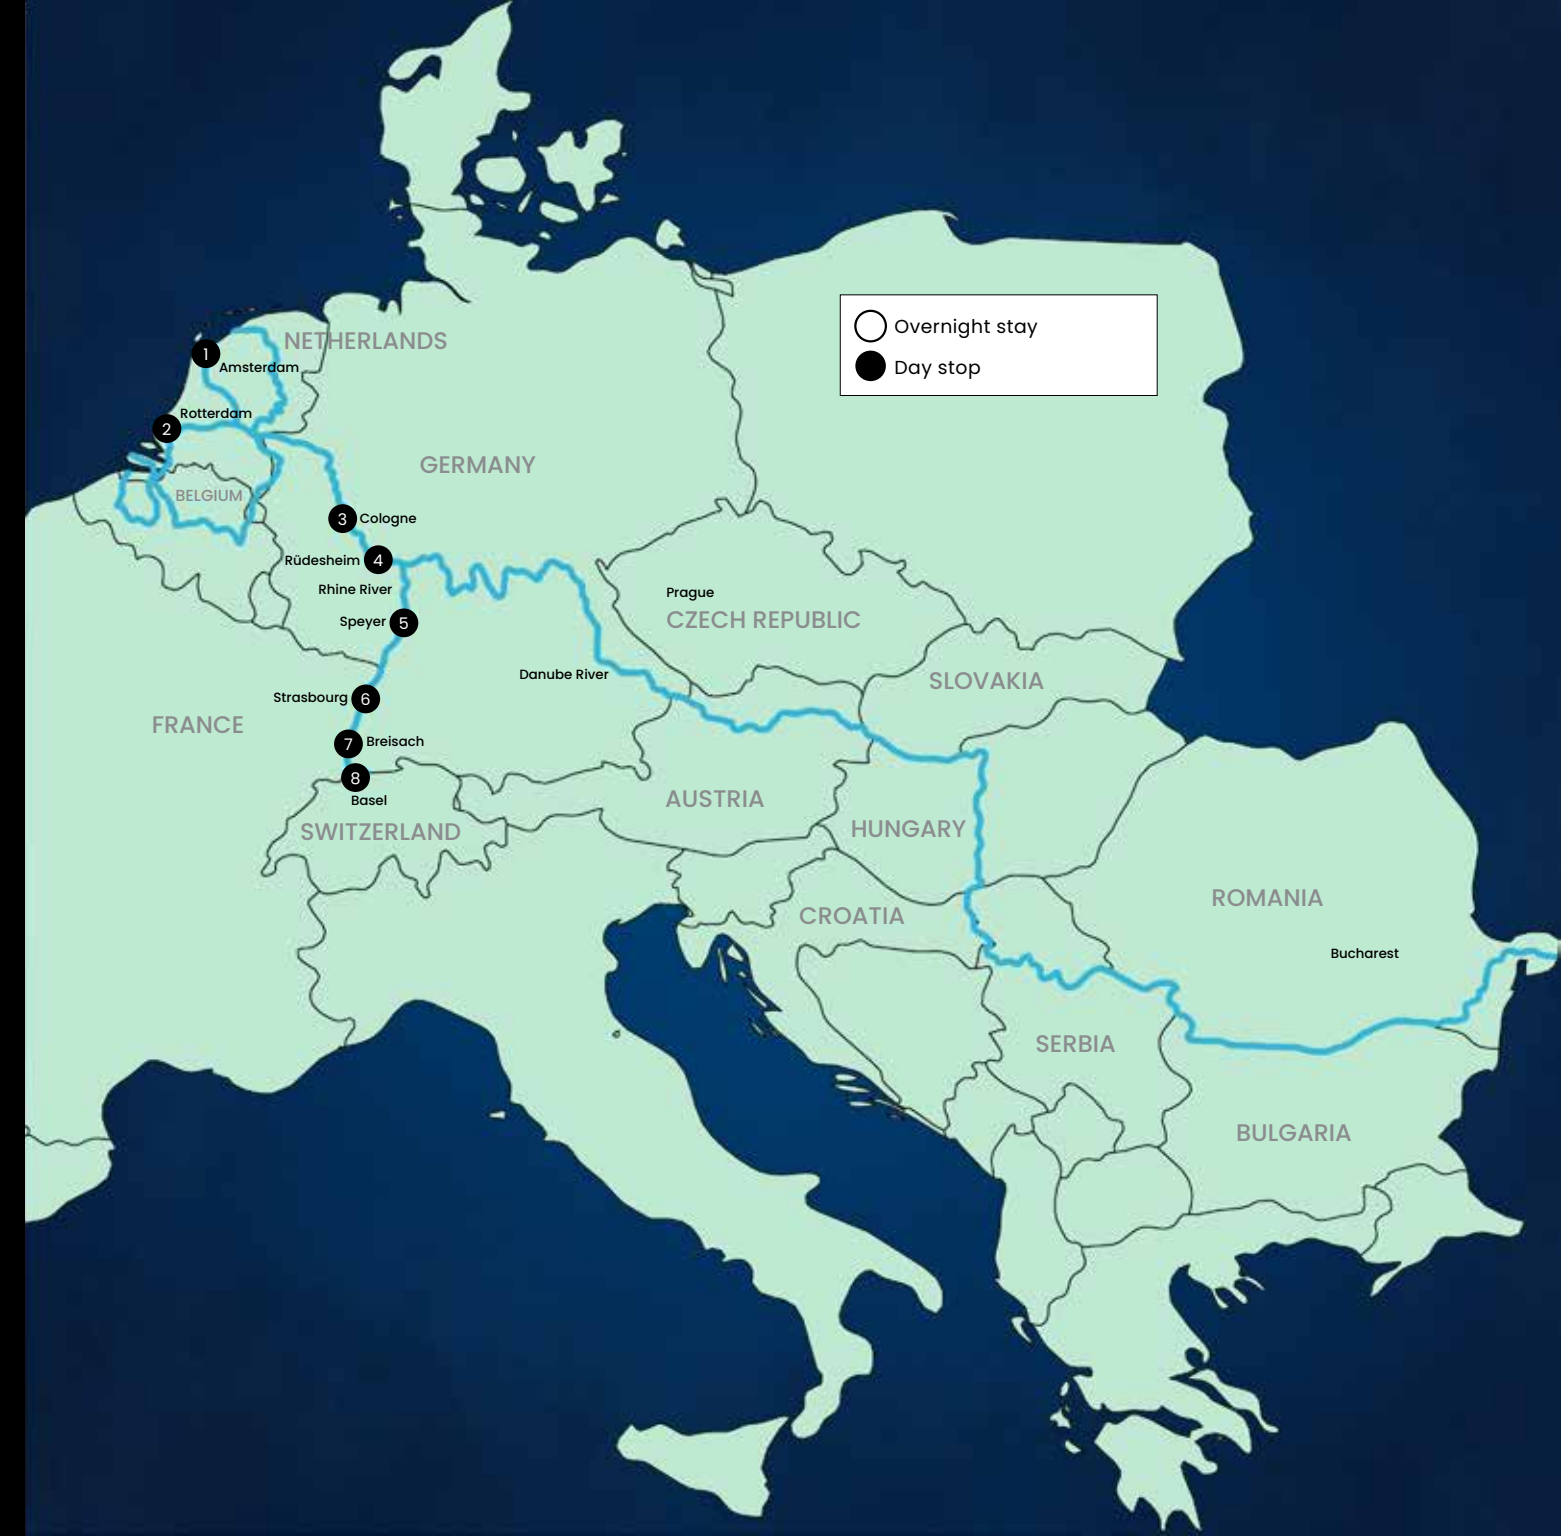 Overnight stay
Day stop
NETHERLANDS
1
Amsterdam
Rotterdam
2
GERMANY
BELGIUM
3 Cologne
Rüdesheim 4
Rhine River
Prague
CZECH REPUBLIC
Speyer 5
Danube River
SLOVAKIA
Strasbourg 6
FRANCE
7 Breisach
8
Basel
AUSTRIA
SWITZERLAND
HUNGARY
ROMANIA
CROATIA
Bucharest
SERBIA
BULGARIA